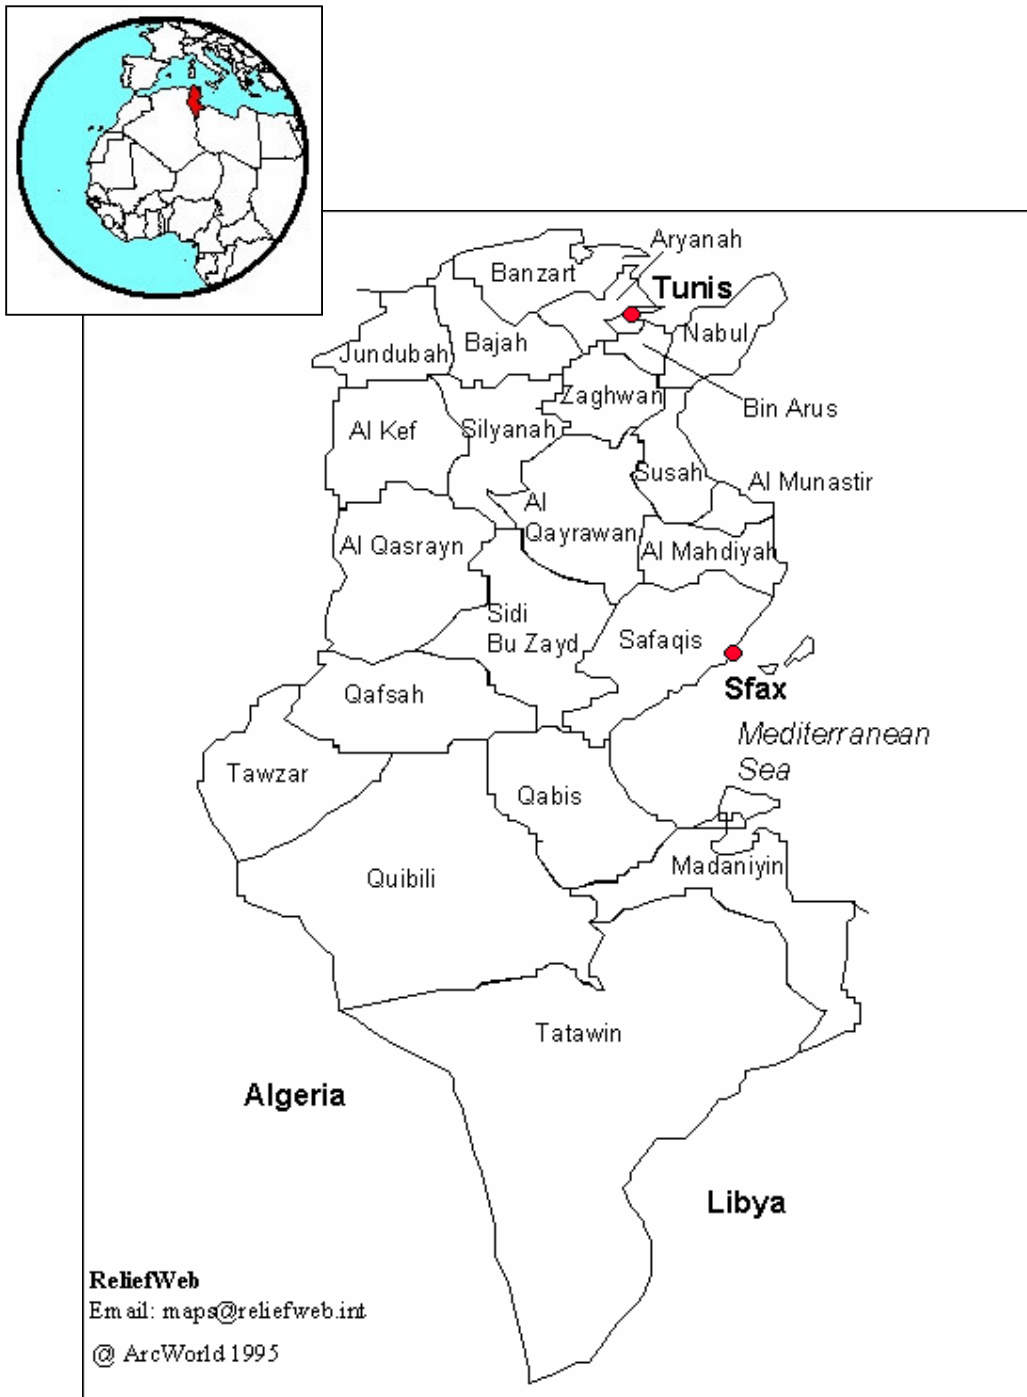 Aryanah
Banzart
Tunis
Nabul
Jundubah
Bajah
Zaghwan
Bin Arus
Al Kef
Silyanah
Susah
Al Munastir
Al
Qayrawan
Al Qasrayn
Al Mahdiyah
Sidi
Bu Zayd
Safaqis
Qafsah
Sfax
Mediterranean
Sea
Tawzar
Qabis
Madaniyin
Quibili
Tatawin
Algeria
Libya
ReliefWeb
Email: maps@reliefweb.int
@ ArcWorld 1995